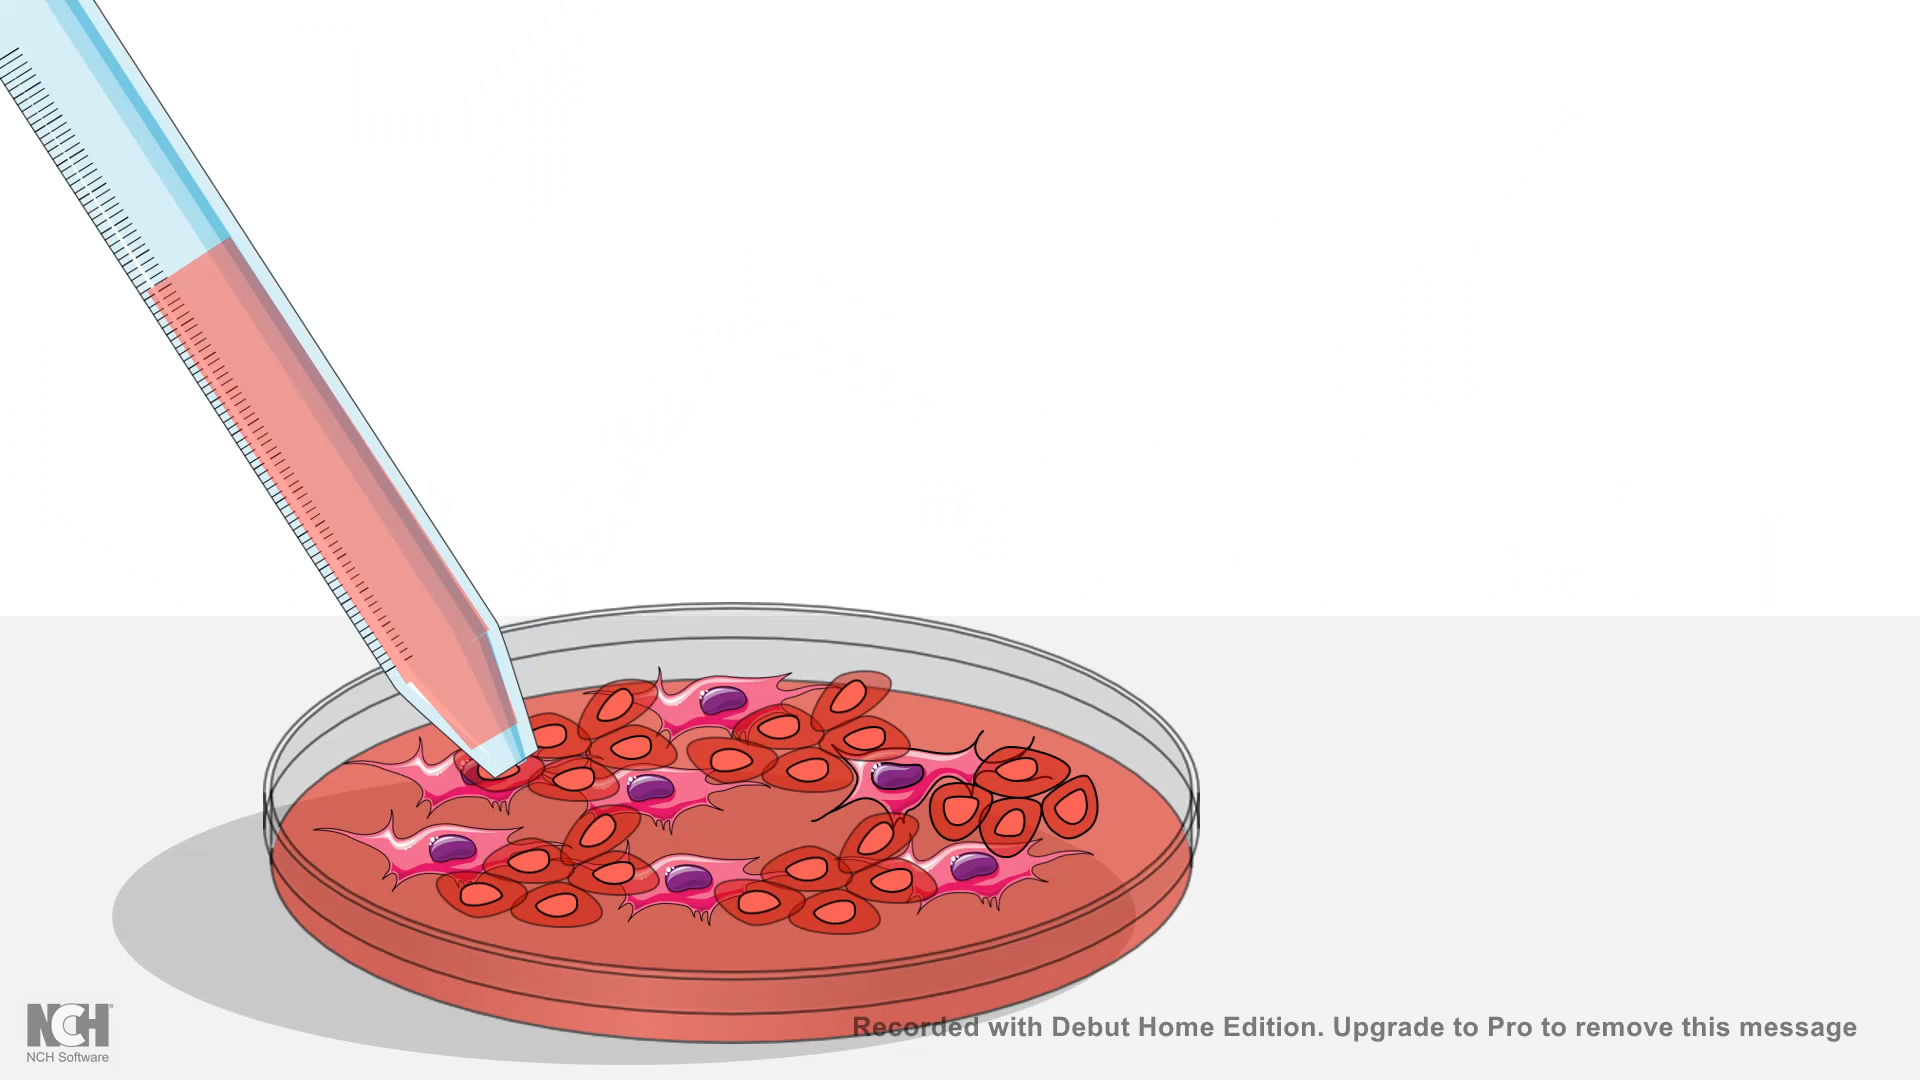 NCH
NCH Software
Recorded with Debut Home Edition. Upgrade to Pro to remove this message